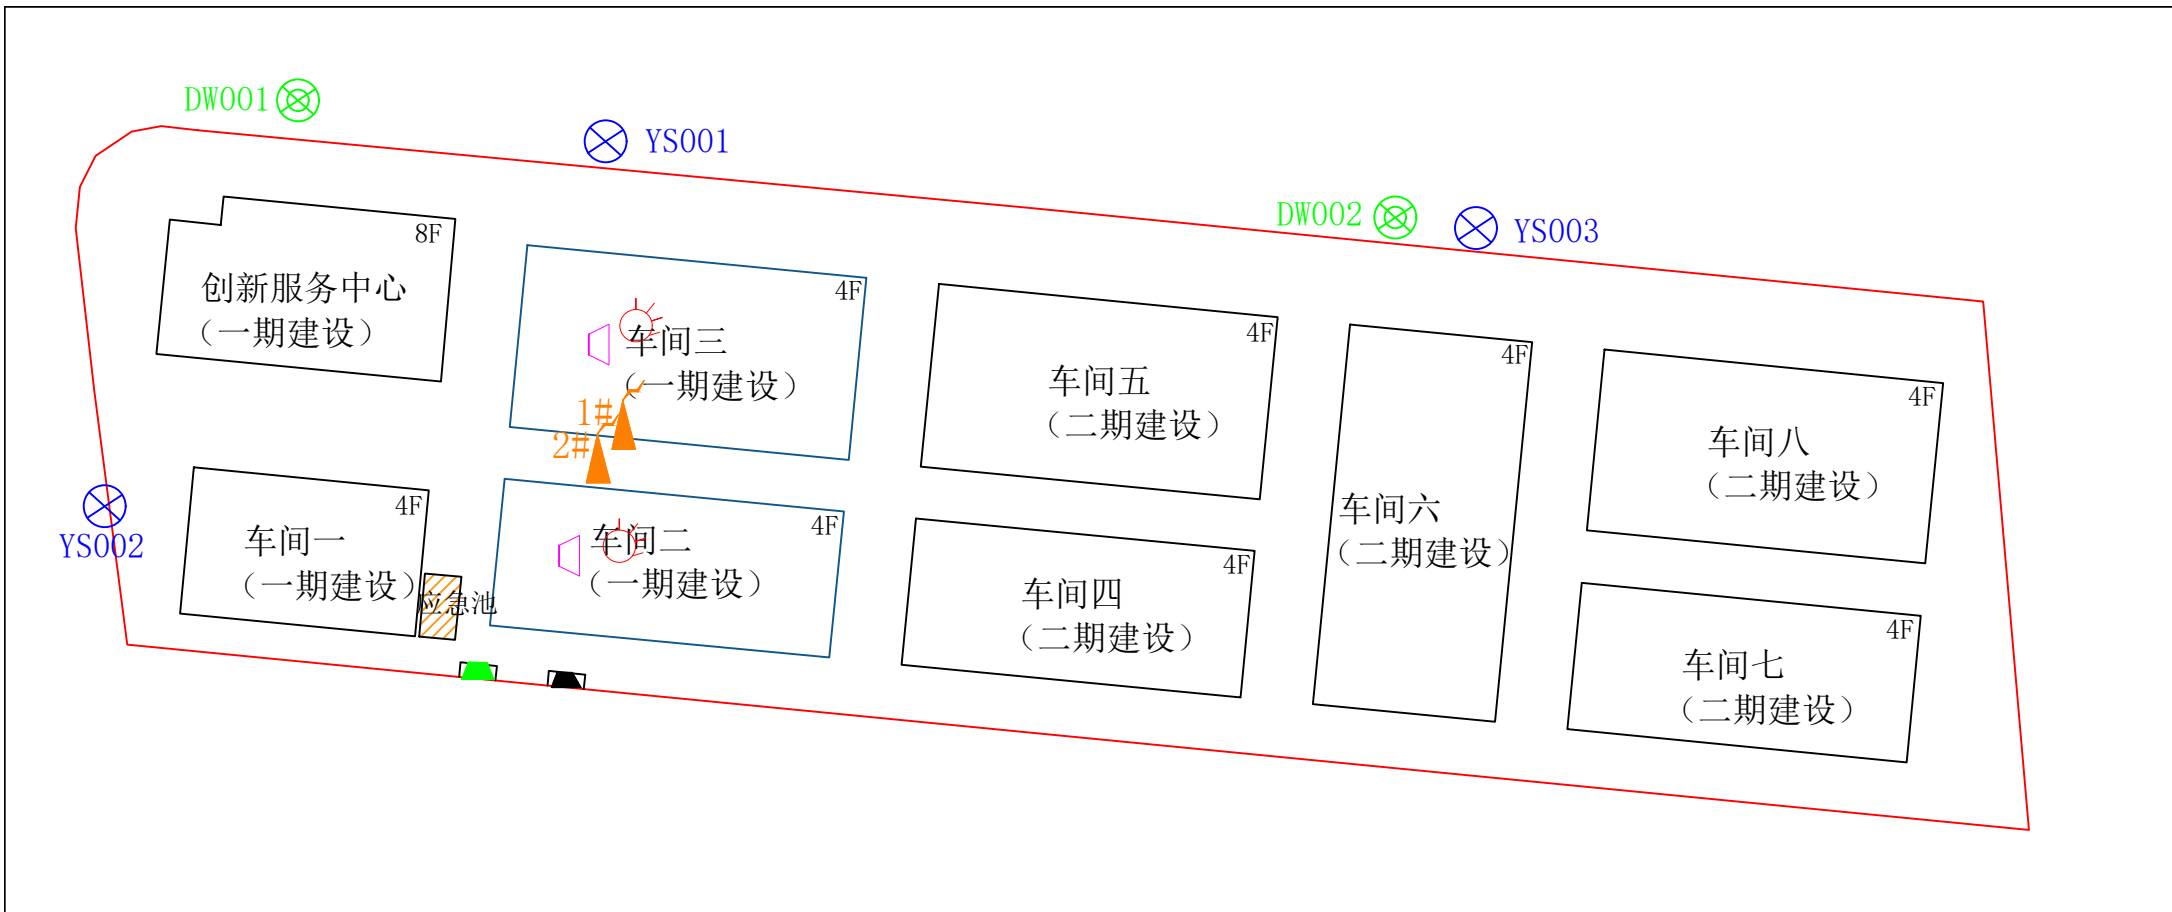 DW001
YS001
DW002
YS003
8F
创新服务中心
（一期建设）
4F
车间三
（一期建设）
1#
2#
4F
车间五
（二期建设）
4F
车间六
（二期建设）
4F
车间八
（二期建设）
YS002
4F
车间一
（一期建设）
应急池
4F
车间二
（一期建设）
4F
车间四
（二期建设）
4F
车间七
（二期建设）